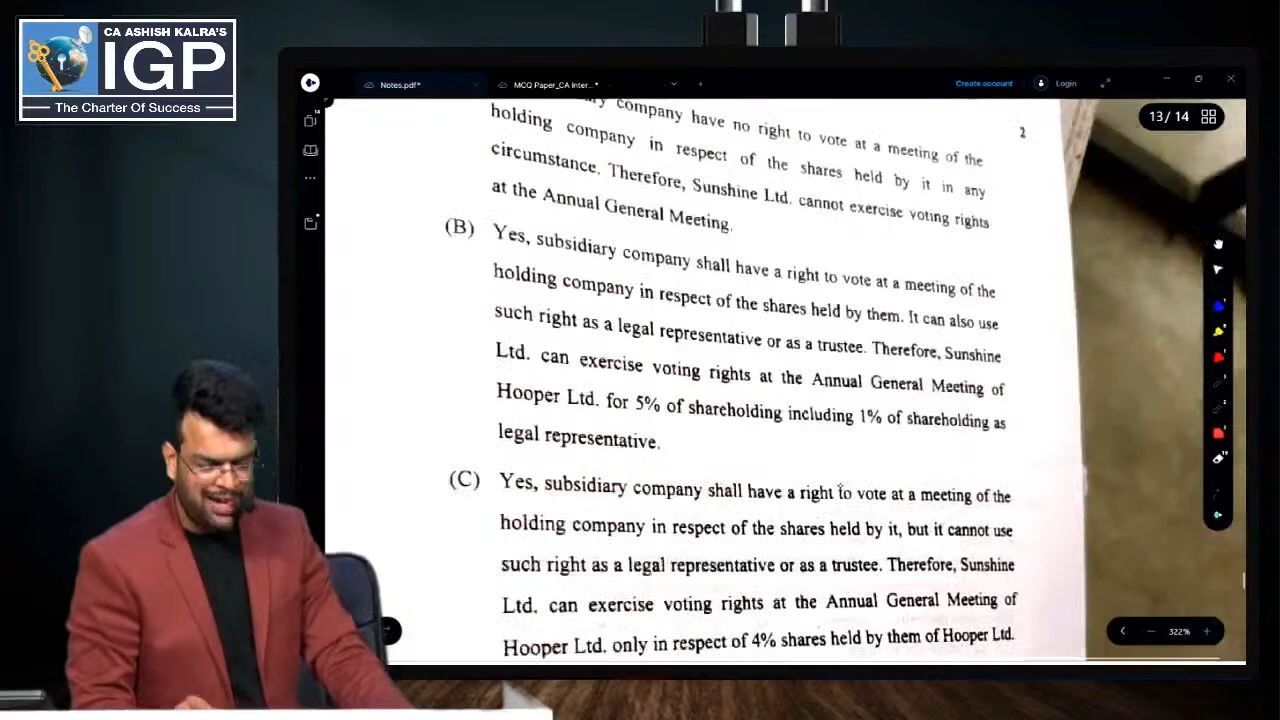 CA ASHISH KALRA'S
IGP
The Charter Of Success
Notes.pdf*
MCQ Paper_CA Inter...*
Create account
Login
13/ 14
2
company have no right to vote at a meeting of the
holding company in respect of the shares held by it in any
circumstance. Therefore, Sunshine Ltd. cannot exercise voting rights
at the Annual General Meeting.
(B) Yes, subsidiary company shall have a right to vote at a meeting of the
holding company in respect of the shares held by them. It can also use
such right as a legal representative or as a trustee. Therefore, Sunshine
Ltd. can exercise voting rights at the Annual General Meeting of
Hooper Ltd. for 5% of shareholding including 1% of shareholding as
legal representative.
(C) Yes, subsidiary company shall have a right to vote at a meeting of the
holding company in respect of the shares held by it, but it cannot use
such right as a legal representative or as a trustee. Therefore, Sunshine
Ltd. can exercise voting rights at the Annual General Meeting of
Hooper Ltd. only in respect of 4% shares held by them of Hooper Ltd.
322%